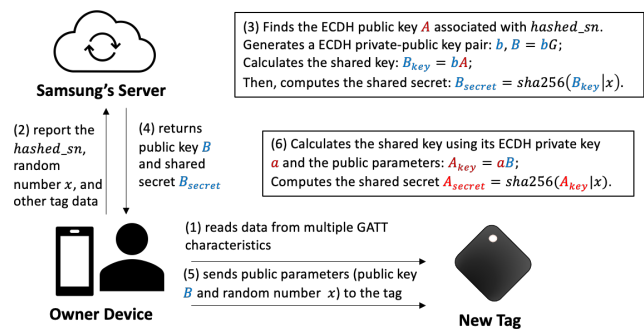 (3) Finds the ECDH public key A associated with hashed_sn.
Generates a ECDH private-public key pair: b, B = bG;
Calculates the shared key: B_key = bA;
Then, computes the shared secret: B_secret = sha256(B_key|x).
Samsung's Server
(2) report the
hashed_sn,
random
number x, and
other tag data
(4) returns
public key B
and shared
secret B_secret
(6) Calculates the shared key using its ECDH private key
a and the public parameters: A_key = aB;
Computes the shared secret A_secret = sha256(A_key|x).
(1) reads data from multiple GATT
characteristics
(5) sends public parameters (public key
B and random number x) to the tag
Owner Device
New Tag